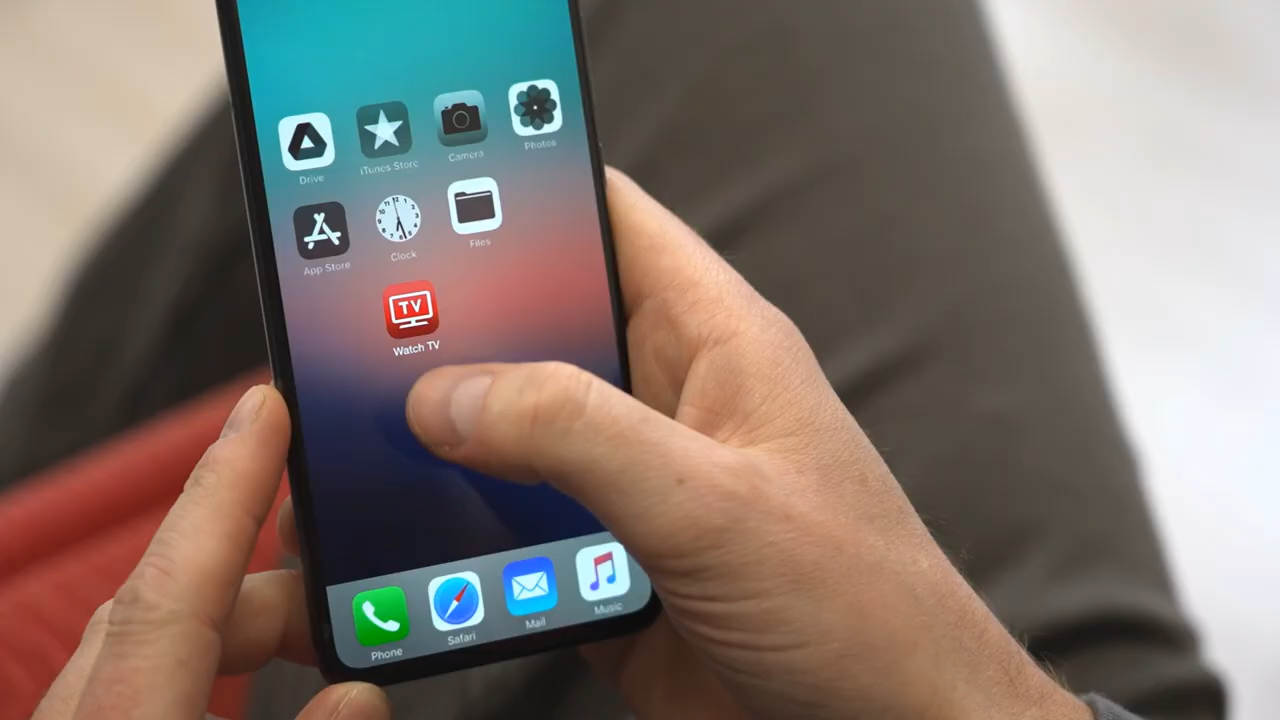 Drive
iTunes Store
Camera
Photos
App Store
Clock
Files
TV
Watch TV
Phone
Safari
Mail
Music